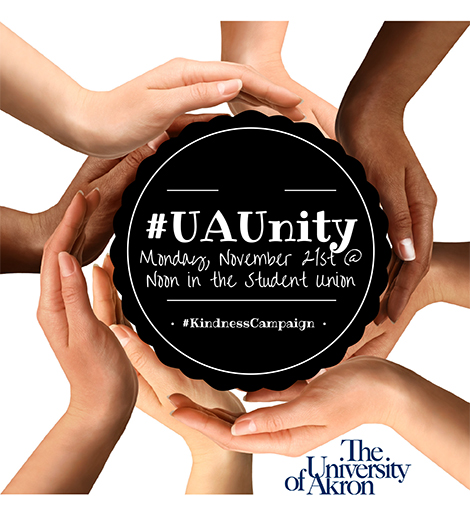 #UAUnity
Monday, November 21st @
Noon in the Student Union
· #KindnessCampaign ·
The
University
of Akron